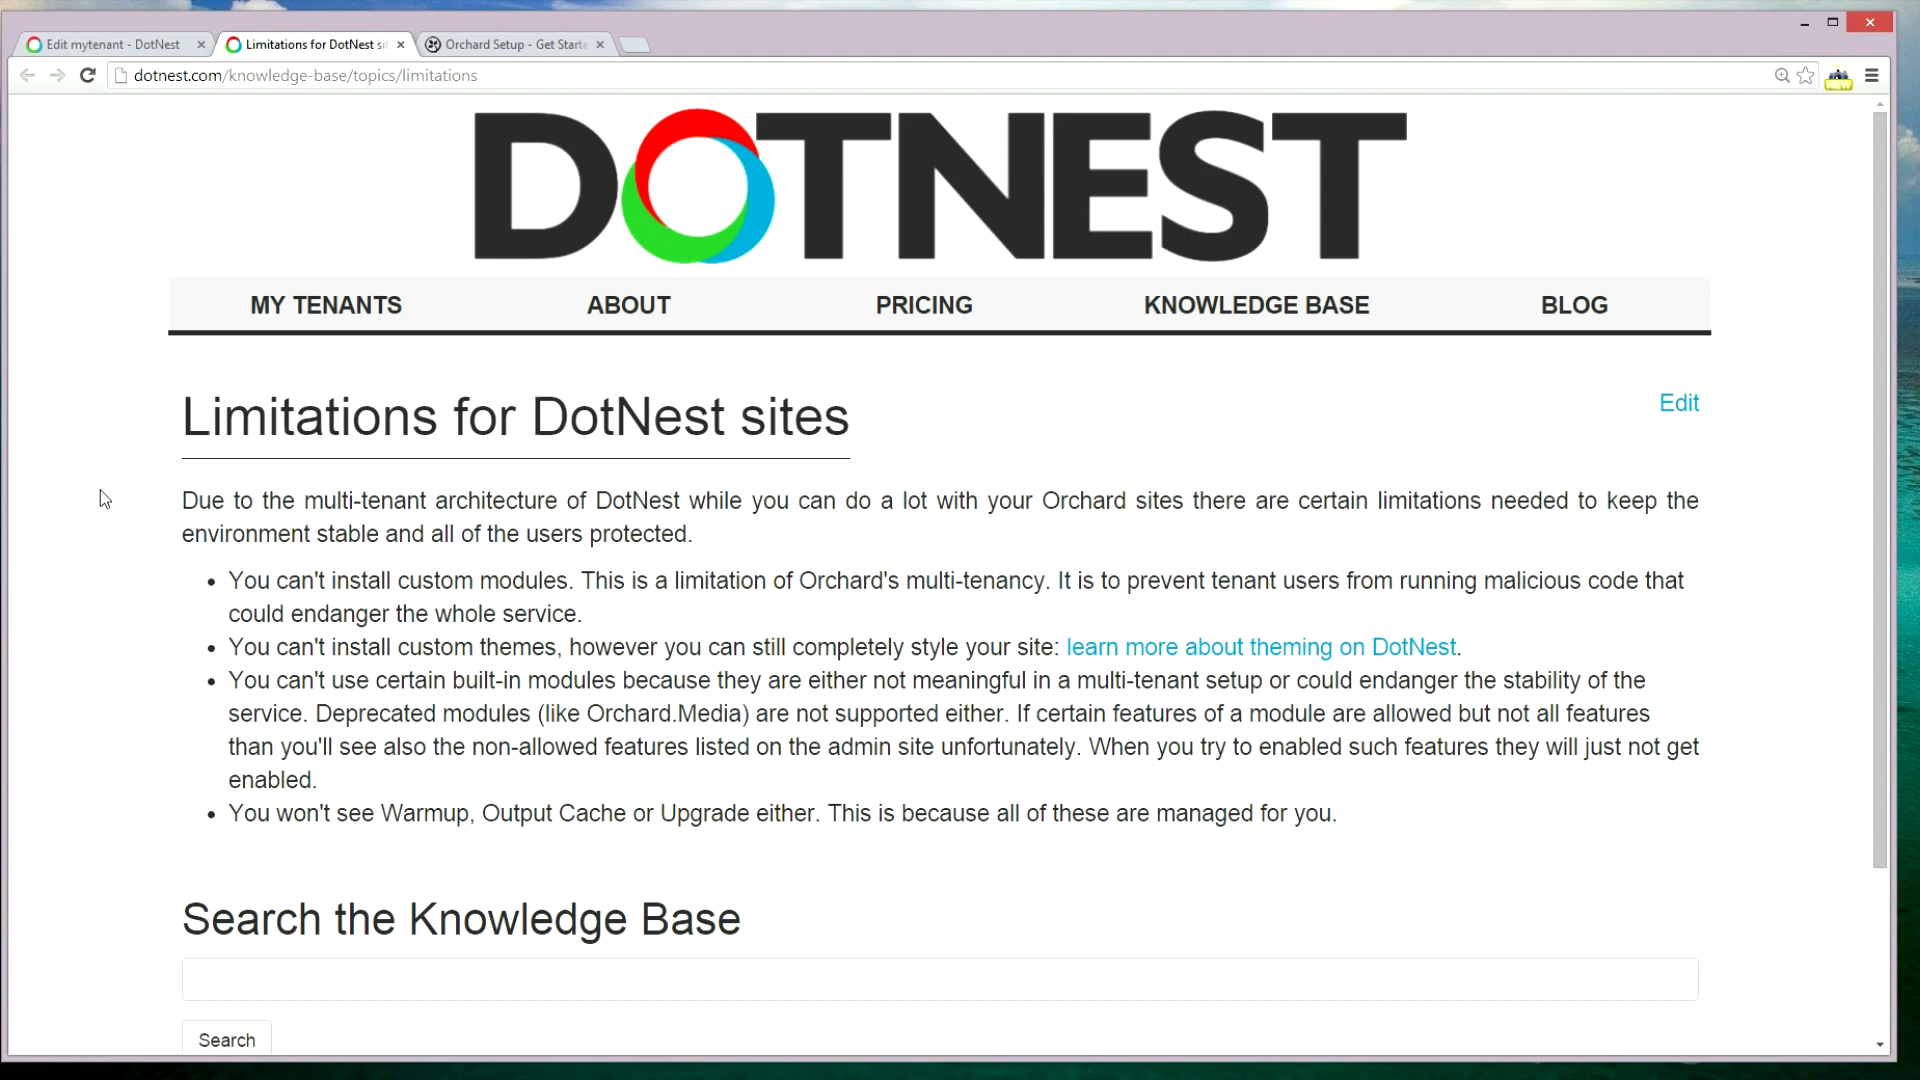 Edit mytenant - DotNest
Limitations for DotNest si
Orchard Setup - Get Starte
dotnest.com/knowledge-base/topics/limitations
NEW
DOTNEST
MY TENANTS ABOUT PRICING KNOWLEDGE BASE BLOG
Limitations for DotNest sites
Edit
Due to the multi-tenant architecture of DotNest while you can do a lot with your Orchard sites there are certain limitations needed to keep the
environment stable and all of the users protected.
You can't install custom modules. This is a limitation of Orchard's multi-tenancy. It is to prevent tenant users from running malicious code that
could endanger the whole service.
You can't install custom themes, however you can still completely style your site: learn more about theming on DotNest.
You can't use certain built-in modules because they are either not meaningful in a multi-tenant setup or could endanger the stability of the
service. Deprecated modules (like Orchard.Media) are not supported either. If certain features of a module are allowed but not all features
than you'll see also the non-allowed features listed on the admin site unfortunately. When you try to enabled such features they will just not get
enabled.
You won't see Warmup, Output Cache or Upgrade either. This is because all of these are managed for you.
Search the Knowledge Base
Search